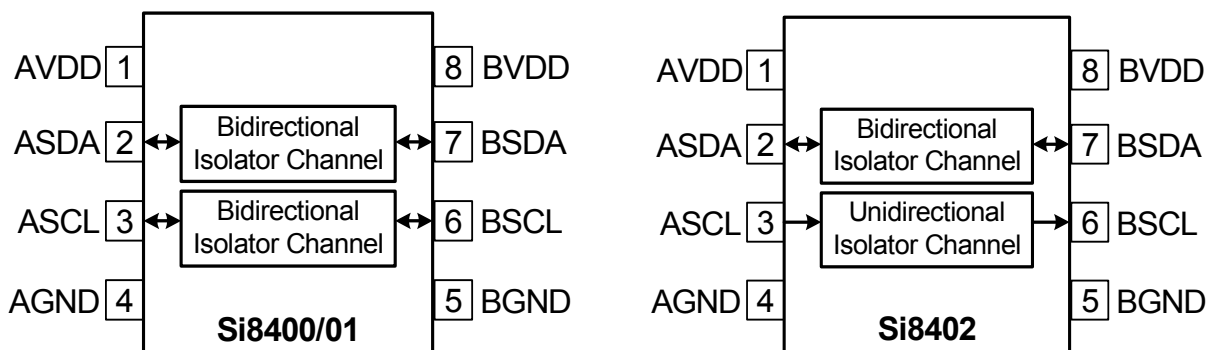 AVDD 1
8 BVDD
Bidirectional
Isolator Channel
ASDA 2
7 BSDA
Bidirectional
Isolator Channel
ASCL 3
6 BSCL
AGND 4
5 BGND
Si8400/01
AVDD 1
8 BVDD
Bidirectional
Isolator Channel
ASDA 2
7 BSDA
Unidirectional
Isolator Channel
ASCL 3
6 BSCL
AGND 4
5 BGND
Si8402